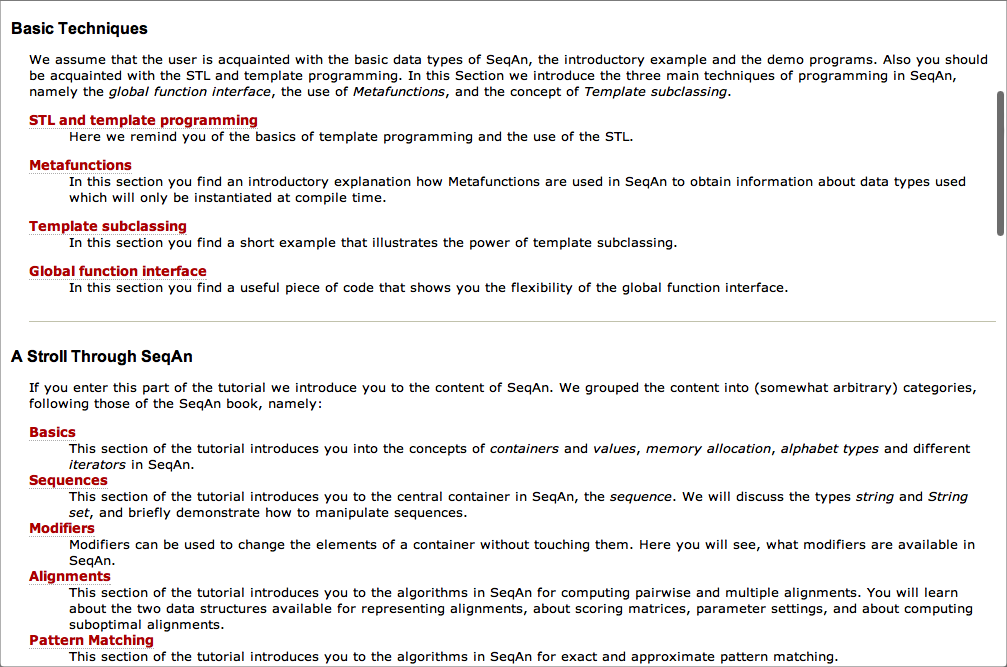 Basic Techniques
We assume that the user is acquainted with the basic data types of SeqAn, the introductory example and the demo programs. Also you should
be acquainted with the STL and template programming. In this Section we introduce the three main techniques of programming in SeqAn,
namely the global function interface, the use of Metafunctions, and the concept of Template subclassing.
STL and template programming
Here we remind you of the basics of template programming and the use of the STL.
Metafunctions
In this section you find an introductory explanation how Metafunctions are used in SeqAn to obtain information about data types used
which will only be instantiated at compile time.
Template subclassing
In this section you find a short example that illustrates the power of template subclassing.
Global function interface
In this section you find a useful piece of code that shows you the flexibility of the global function interface.
A Stroll Through SeqAn
If you enter this part of the tutorial we introduce you to the content of SeqAn. We grouped the content into (somewhat arbitrary) categories,
following those of the SeqAn book, namely:
Basics
This section of the tutorial introduces you into the concepts of containers and values, memory allocation, alphabet types and different
iterators in SeqAn.
Sequences
This section of the tutorial introduces you to the central container in SeqAn, the sequence. We will discuss the types string and String
set, and briefly demonstrate how to manipulate sequences.
Modifiers
Modifiers can be used to change the elements of a container without touching them. Here you will see, what modifiers are available in
SeqAn.
Alignments
This section of the tutorial introduces you to the algorithms in SeqAn for computing pairwise and multiple alignments. You will learn
about the two data structures available for representing alignments, about scoring matrices, parameter settings, and about computing
suboptimal alignments.
Pattern Matching
This section of the tutorial introduces you to the algorithms in SeqAn for exact and approximate pattern matching.